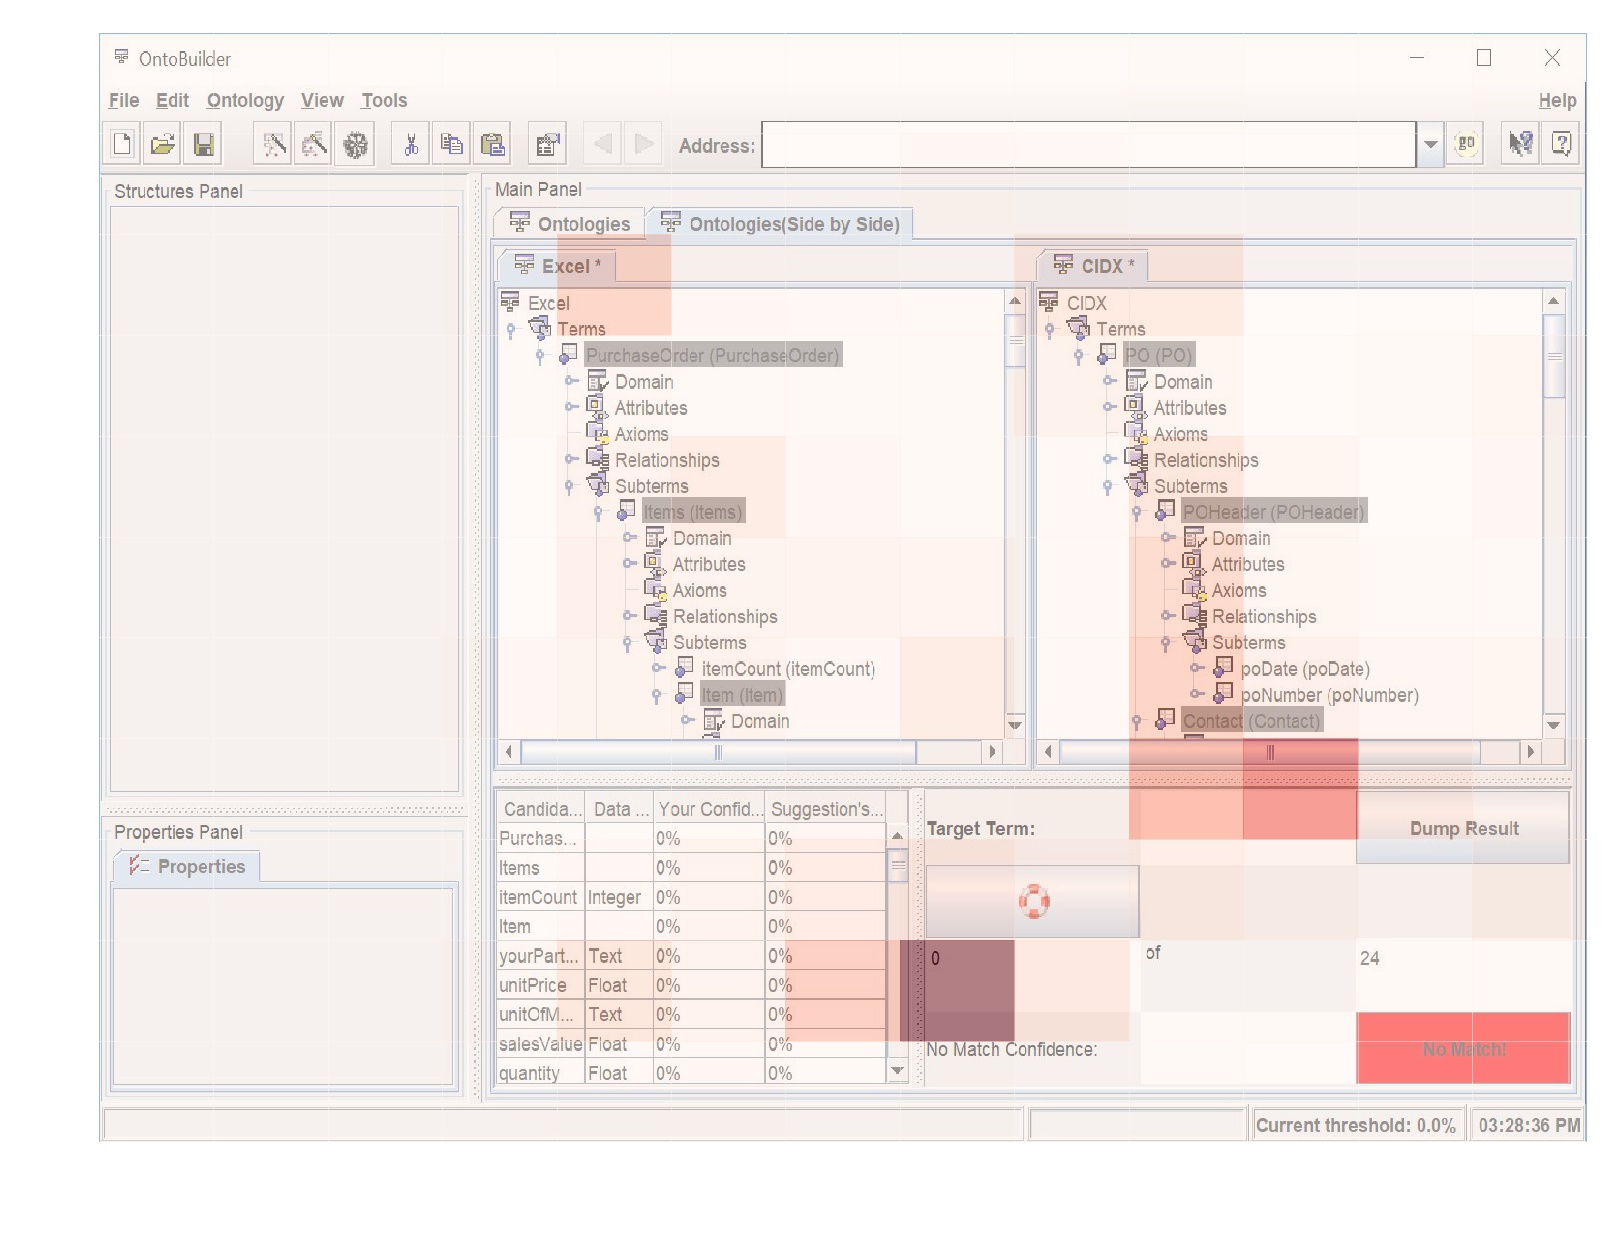 OntoBuilder
File Edit Ontology View Tools Help
Address: go
Structures Panel
Main Panel
Ontologies Ontologies(Side by Side)
Excel * CIDX *
Excel
Terms
PurchaseOrder (PurchaseOrder)
Domain
Attributes
Axioms
Relationships
Subterms
Items (Items)
Domain
Attributes
Axioms
Relationships
Subterms
itemCount (itemCount)
Item (Item)
Domain
CIDX
Terms
PO (PO)
Domain
Attributes
Axioms
Relationships
Subterms
POHeader (POHeader)
Domain
Attributes
Axioms
Relationships
Subterms
poDate (poDate)
poNumber (poNumber)
Contact (Contact)
Properties Panel
Properties
Candida... Data ... Your Confid... Suggestion's...
Purchas... 0% 0%
Items 0% 0%
itemCount Integer 0% 0%
Item 0% 0%
yourPart... Text 0% 0%
unitPrice Float 0% 0%
unitOfM... Text 0% 0%
salesValue Float 0% 0%
quantity Float 0% 0%
Target Term: Dump Result
0 of 24
No Match Confidence: No Match!
Current threshold: 0.0% 03:28:36 PM